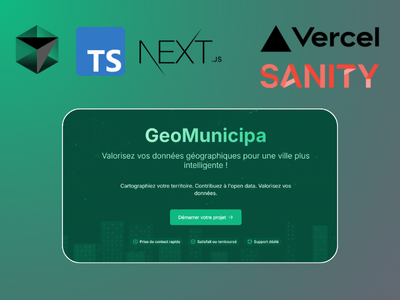 TS
NEXT
.JS
Vercel
SANITY
GeoMunicipa
Valorisez vos données géographiques pour une ville plus
intelligente !
Cartographiez votre territoire. Contribuez à l'open data. Valorisez vos
données.
Démarrer votre projet →
Prise de contact rapide
Satisfait ou remboursé
Support dédié